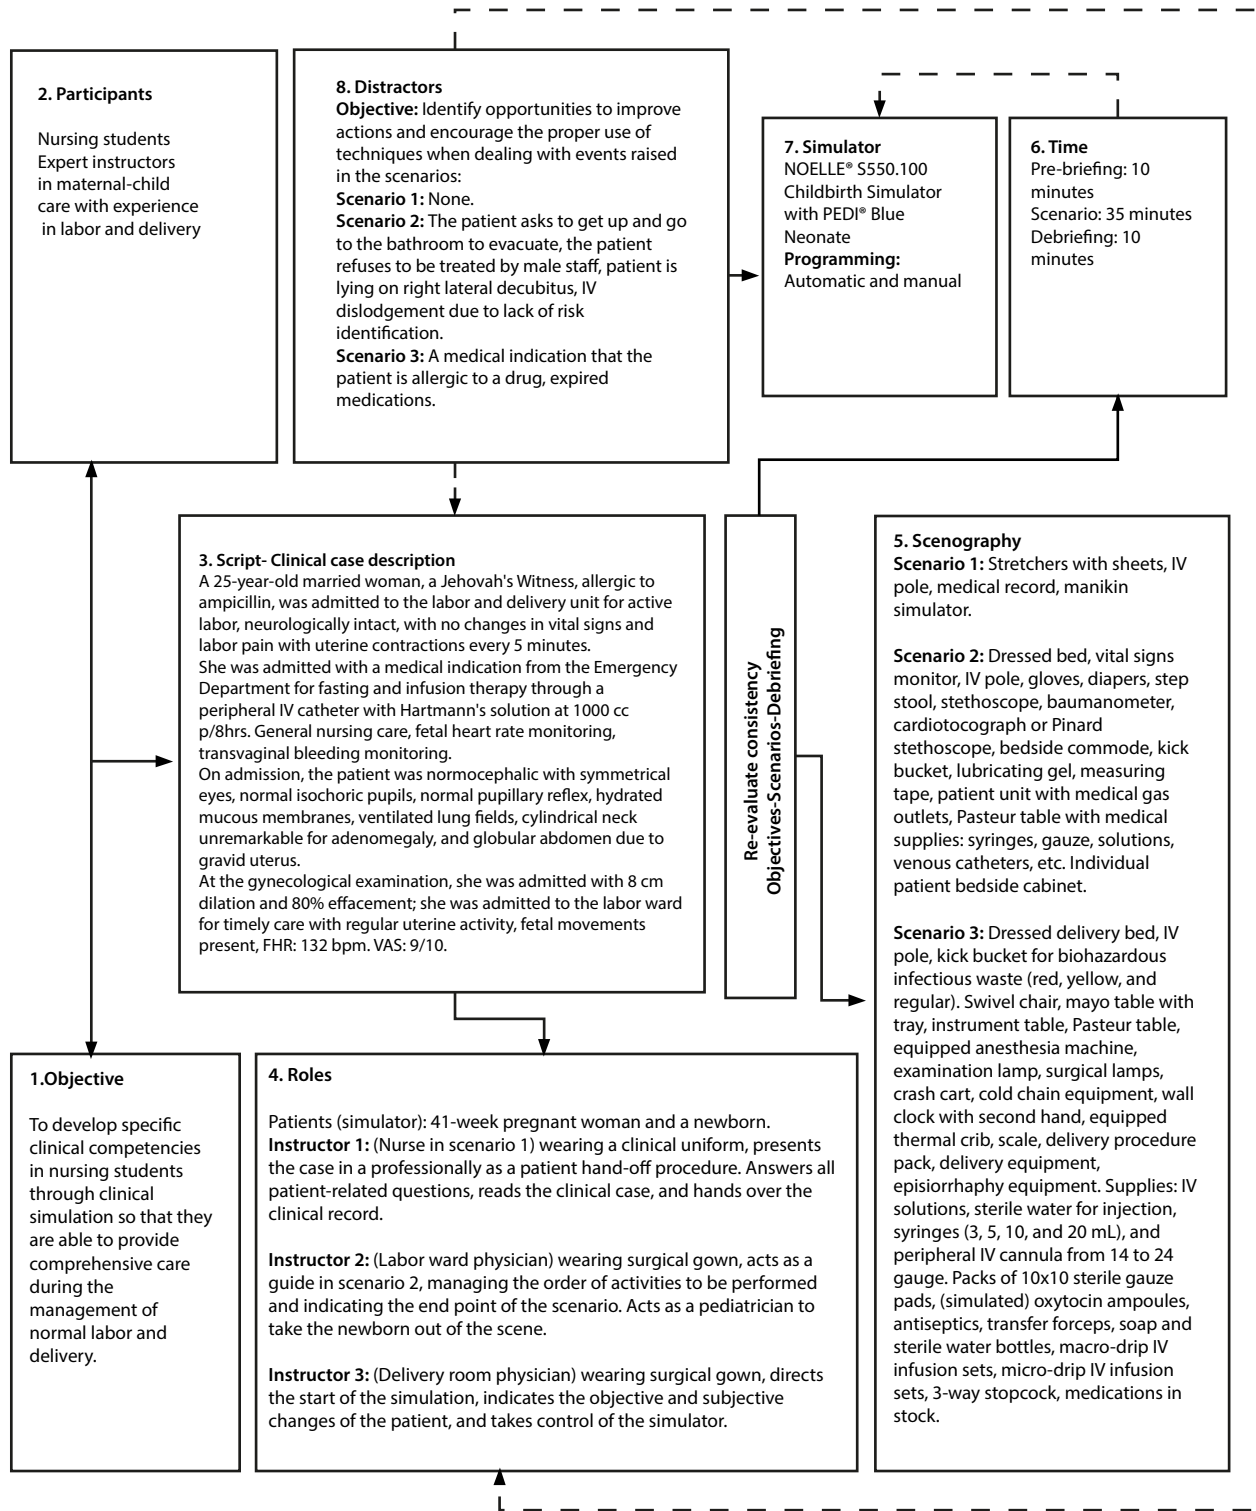 2. Participants
Nursing students
Expert instructors
in maternal-child
care with experience
in labor and delivery
8. Distractors
Objective: Identify opportunities to improve
actions and encourage the proper use of
techniques when dealing with events raised
in the scenarios:
Scenario 1: None.
Scenario 2: The patient asks to get up and go
to the bathroom to evacuate, the patient
refuses to be treated by male staff, patient is
lying on right lateral decubitus, IV
dislodgement due to lack of risk
identification.
Scenario 3: A medical indication that the
patient is allergic to a drug, expired
medications.
7. Simulator
NOELLE® S550.100
Childbirth Simulator
with PEDI® Blue
Neonate
Programming:
Automatic and manual
6. Time
Pre-briefing: 10
minutes
Scenario: 35 minutes
Debriefing: 10
minutes
3. Script- Clinical case description
A 25-year-old married woman, a Jehovah's Witness, allergic to
ampicillin, was admitted to the labor and delivery unit for active
labor, neurologically intact, with no changes in vital signs and
labor pain with uterine contractions every 5 minutes.
She was admitted with a medical indication from the Emergency
Department for fasting and infusion therapy through a
peripheral IV catheter with Hartmann's solution at 1000 cc
p/8hrs. General nursing care, fetal heart rate monitoring,
transvaginal bleeding monitoring.
On admission, the patient was normocephalic with symmetrical
eyes, normal isochoric pupils, normal pupillary reflex, hydrated
mucous membranes, ventilated lung fields, cylindrical neck
unremarkable for adenomegaly, and globular abdomen due to
gravid uterus.
At the gynecological examination, she was admitted with 8 cm
dilation and 80% effacement; she was admitted to the labor ward
for timely care with regular uterine activity, fetal movements
present, FHR: 132 bpm. VAS: 9/10.
Re-evaluate consistency
Objectives-Scenarios-Debriefing
5. Scenography
Scenario 1: Stretchers with sheets, IV
pole, medical record, manikin
simulator.
Scenario 2: Dressed bed, vital signs
monitor, IV pole, gloves, diapers, step
stool, stethoscope, baumanometer,
cardiotocograph or Pinard
stethoscope, bedside commode, kick
bucket, lubricating gel, measuring
tape, patient unit with medical gas
outlets, Pasteur table with medical
supplies: syringes, gauze, solutions,
venous catheters, etc. Individual
patient bedside cabinet.
Scenario 3: Dressed delivery bed, IV
pole, kick bucket for biohazardous
infectious waste (red, yellow, and
regular). Swivel chair, mayo table with
tray, instrument table, Pasteur table,
equipped anesthesia machine,
examination lamp, surgical lamps,
crash cart, cold chain equipment, wall
clock with second hand, equipped
thermal crib, scale, delivery procedure
pack, delivery equipment,
episiorrhaphy equipment. Supplies: IV
solutions, sterile water for injection,
syringes (3, 5, 10, and 20 mL), and
peripheral IV cannula from 14 to 24
gauge. Packs of 10x10 sterile gauze
pads, (simulated) oxytocin ampoules,
antiseptics, transfer forceps, soap and
sterile water bottles, macro-drip IV
infusion sets, micro-drip IV infusion
sets, 3-way stopcock, medications in
stock.
1.Objective
To develop specific
clinical competencies
in nursing students
through clinical
simulation so that they
are able to provide
comprehensive care
during the
management of
normal labor and
delivery.
4. Roles
Patients (simulator): 41-week pregnant woman and a newborn.
Instructor 1: (Nurse in scenario 1) wearing a clinical uniform, presents
the case in a professionally as a patient hand-off procedure. Answers all
patient-related questions, reads the clinical case, and hands over the
clinical record.
Instructor 2: (Labor ward physician) wearing surgical gown, acts as a
guide in scenario 2, managing the order of activities to be performed
and indicating the end point of the scenario. Acts as a pediatrician to
take the newborn out of the scene.
Instructor 3: (Delivery room physician) wearing surgical gown, directs
the start of the simulation, indicates the objective and subjective
changes of the patient, and takes control of the simulator.